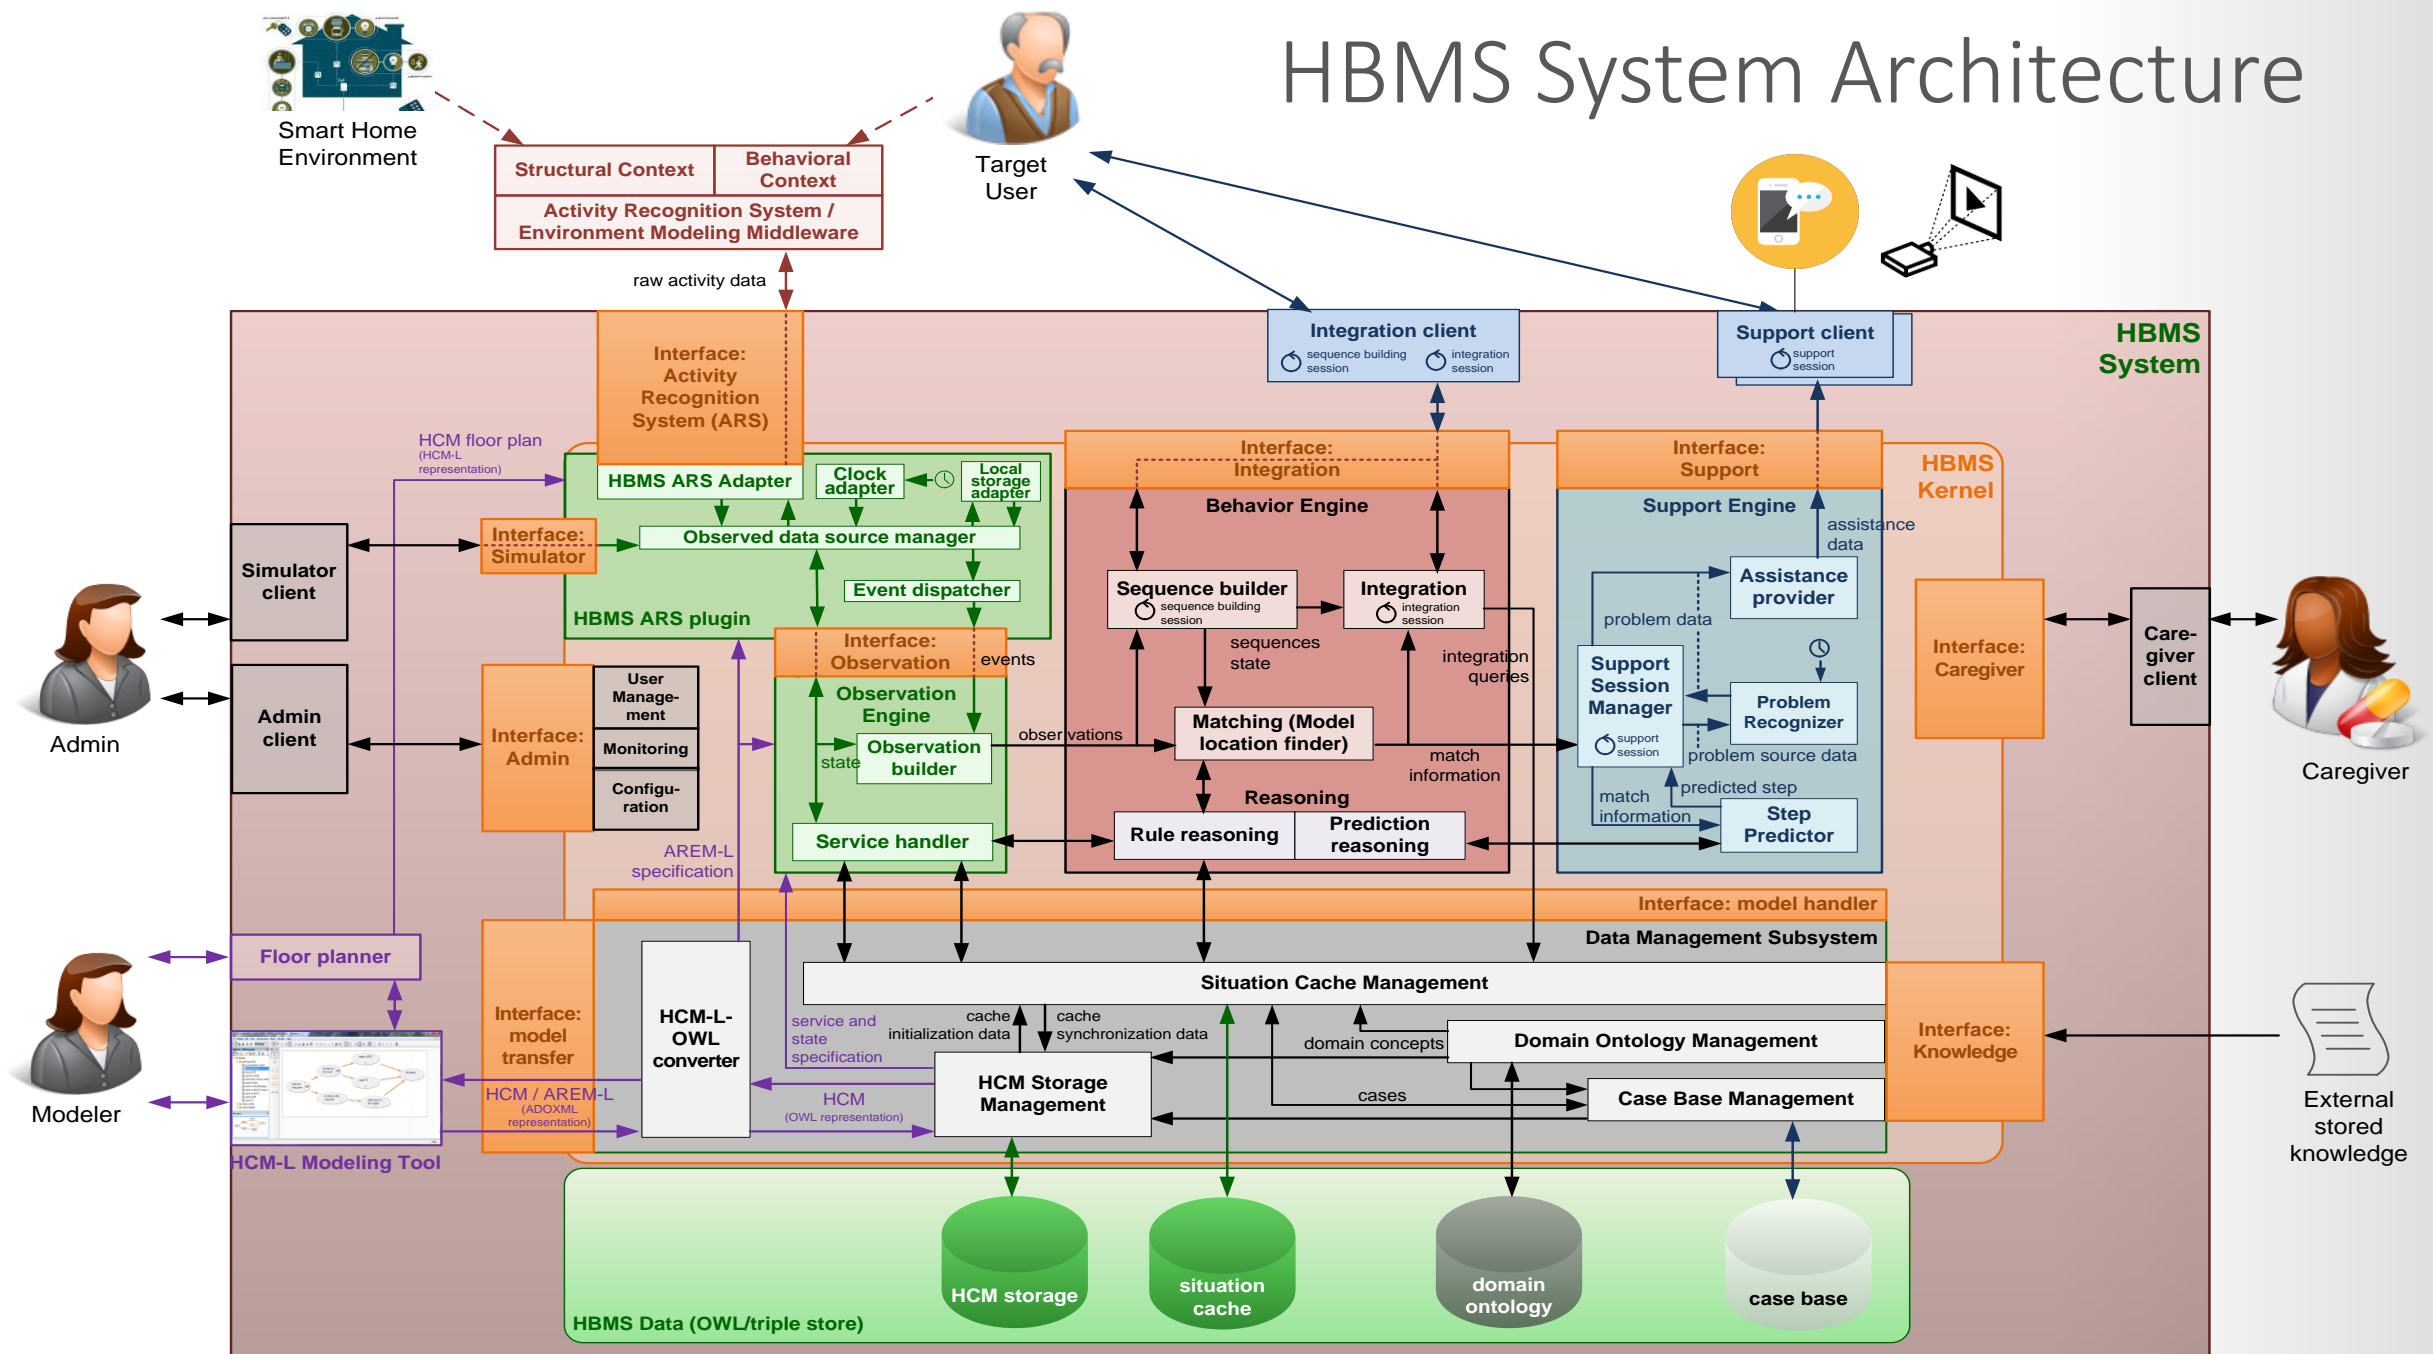 HBMS System Architecture
Smart Home
Environment
Target
User
Structural Context
Behavioral
Context
Activity Recognition System /
Environment Modeling Middleware
raw activity data
HBMS
System
Interface:
Activity
Recognition
System (ARS)
Integration client
sequence building
session
integration
session
Support client
support
session
HCM floor plan
(HCM-L
representation)
HBMS
Kernel
Interface:
Integration
Interface:
Support
HBMS ARS Adapter
Clock
adapter
Local
storage
adapter
Observed data source manager
Event dispatcher
HBMS ARS plugin
Interface:
Simulator
Simulator
client
Admin
client
Admin
Interface:
Admin
User
Manage-
ment
Monitoring
Configu-
ration
Interface:
Observation
events
Observation
Engine
Observation
builder
state
Service handler
observations
AREM-L
specification
Behavior Engine
Sequence builder
sequence building
session
Integration
integration
session
sequences
state
integration
queries
Matching (Model
location finder)
match
information
Reasoning
Rule reasoning
Prediction
reasoning
Support Engine
assistance
data
Assistance
provider
problem data
Support
Session
Manager
support
session
Problem
Recognizer
problem source data
predicted step
match
information
Step
Predictor
Interface:
Caregiver
Care-
giver
client
Caregiver
Interface: model handler
Data Management Subsystem
Floor planner
Modeler
HCM-L Modeling Tool
Interface:
model
transfer
HCM / AREM-L
(ADOXML
representation)
HCM-L-
OWL
converter
service and
state
specification
HCM
(OWL representation)
Situation Cache Management
cache
initialization data
cache
synchronization data
HCM Storage
Management
domain concepts
Domain Ontology Management
cases
Case Base Management
Interface:
Knowledge
External
stored
knowledge
HCM storage
situation
cache
domain
ontology
case base
HBMS Data (OWL/triple store)